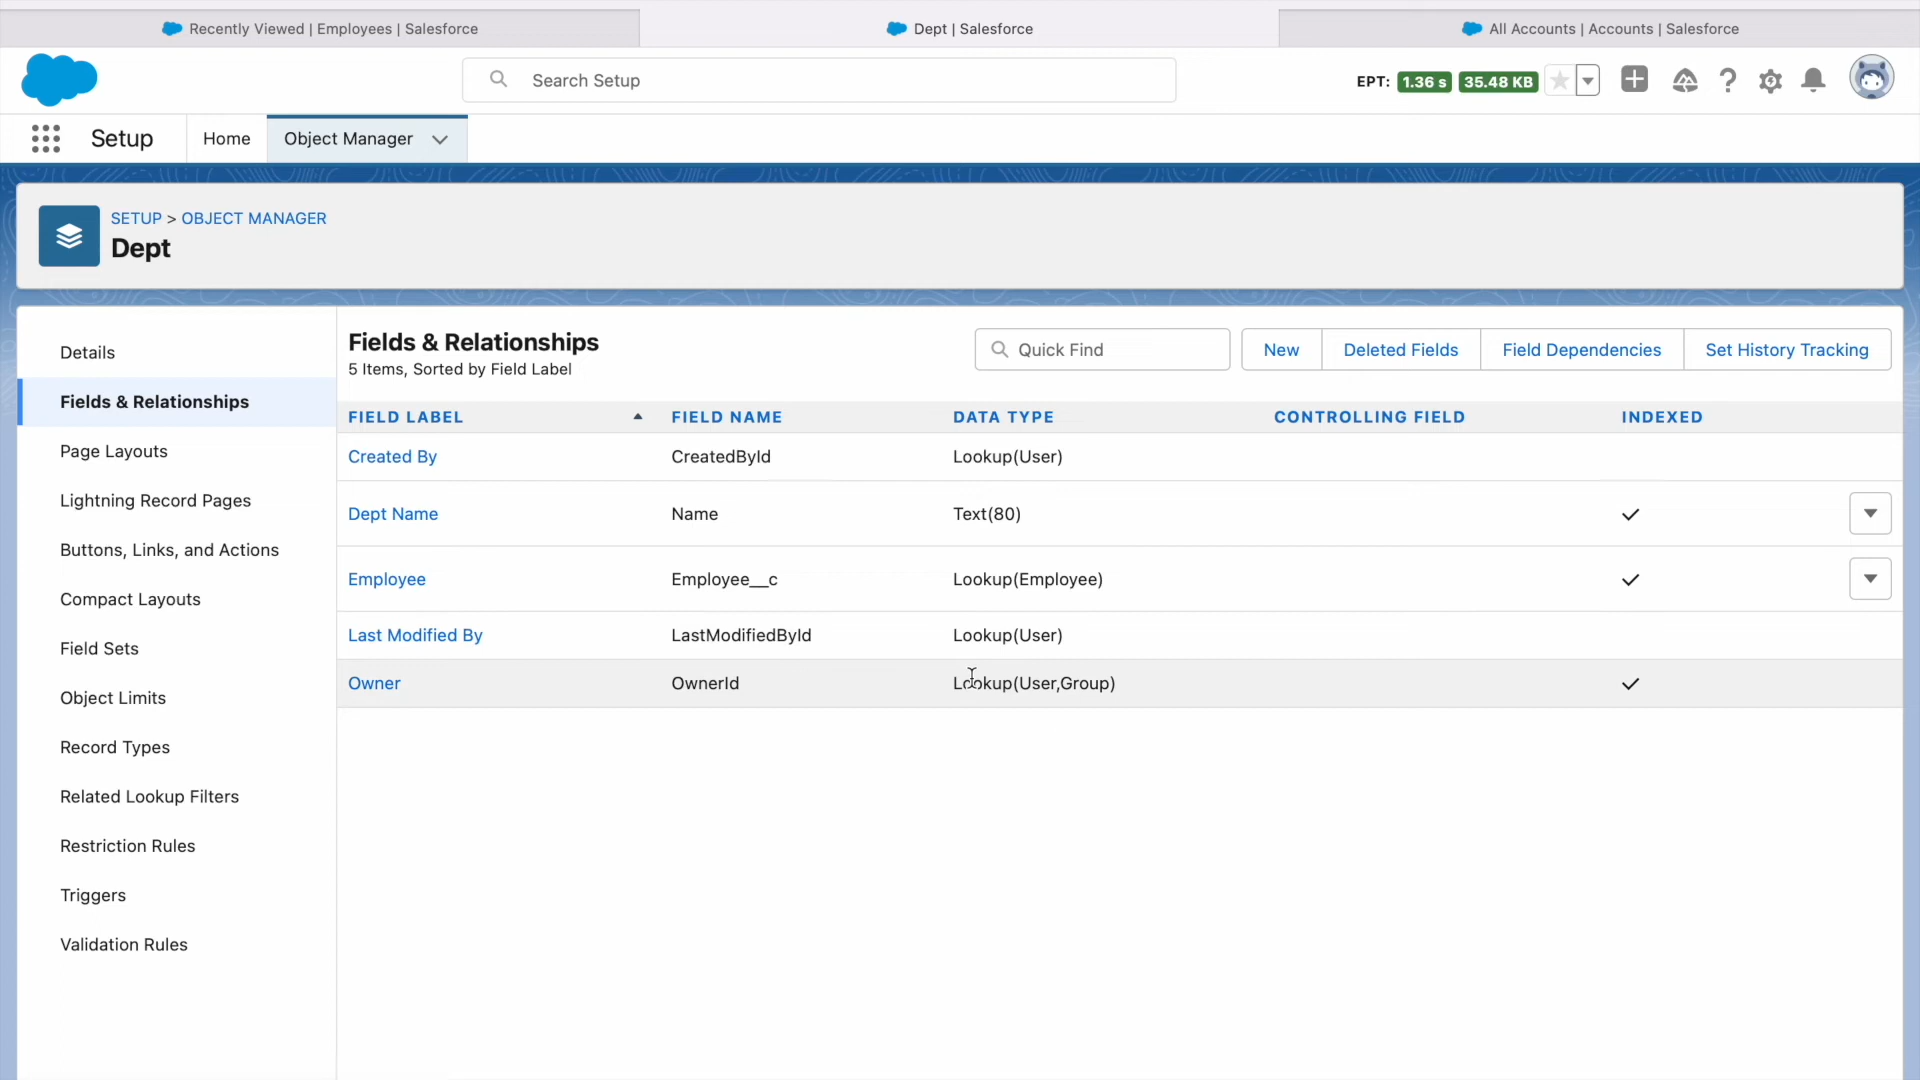 Recently Viewed | Employees | Salesforce
Dept | Salesforce
All Accounts | Accounts | Salesforce
Search Setup
EPT: 1.36 s 35.48 KB
Setup
Home
Object Manager
SETUP > OBJECT MANAGER
Dept
Details
Fields & Relationships
Page Layouts
Lightning Record Pages
Buttons, Links, and Actions
Compact Layouts
Field Sets
Object Limits
Record Types
Related Lookup Filters
Restriction Rules
Triggers
Validation Rules
Fields & Relationships
5 Items, Sorted by Field Label
Quick Find
New
Deleted Fields
Field Dependencies
Set History Tracking
FIELD LABEL FIELD NAME DATA TYPE CONTROLLING FIELD INDEXED
Created By CreatedById Lookup(User)
Dept Name Name Text(80)
Employee Employee__c Lookup(Employee)
Last Modified By LastModifiedById Lookup(User)
Owner OwnerId Lookup(User,Group)